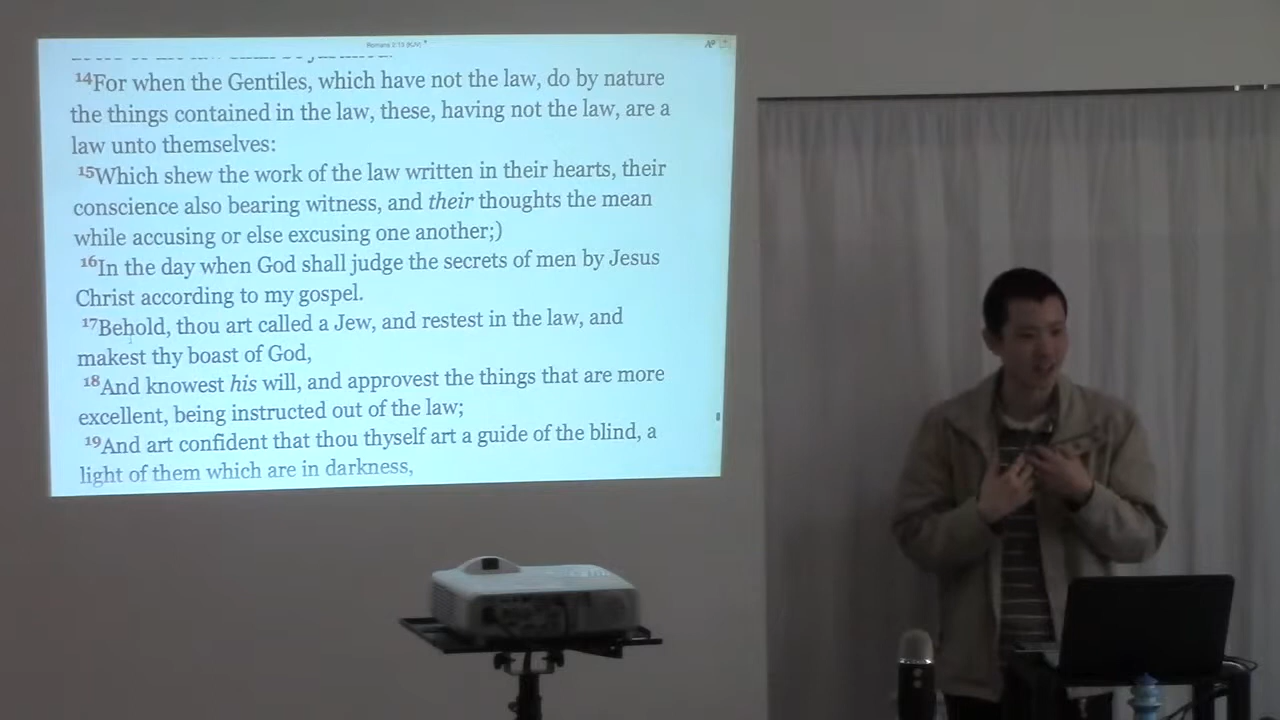 Romans 2:15 (KJV)
14For when the Gentiles, which have not the law, do by nature
the things contained in the law, these, having not the law, are a
law unto themselves:
15Which shew the work of the law written in their hearts, their
conscience also bearing witness, and their thoughts the mean
while accusing or else excusing one another;)
16In the day when God shall judge the secrets of men by Jesus
Christ according to my gospel.
17Behold, thou art called a Jew, and restest in the law, and
makest thy boast of God,
18And knowest his will, and approvest the things that are more
excellent, being instructed out of the law;
19And art confident that thou thyself art a guide of the blind, a
light of them which are in darkness,